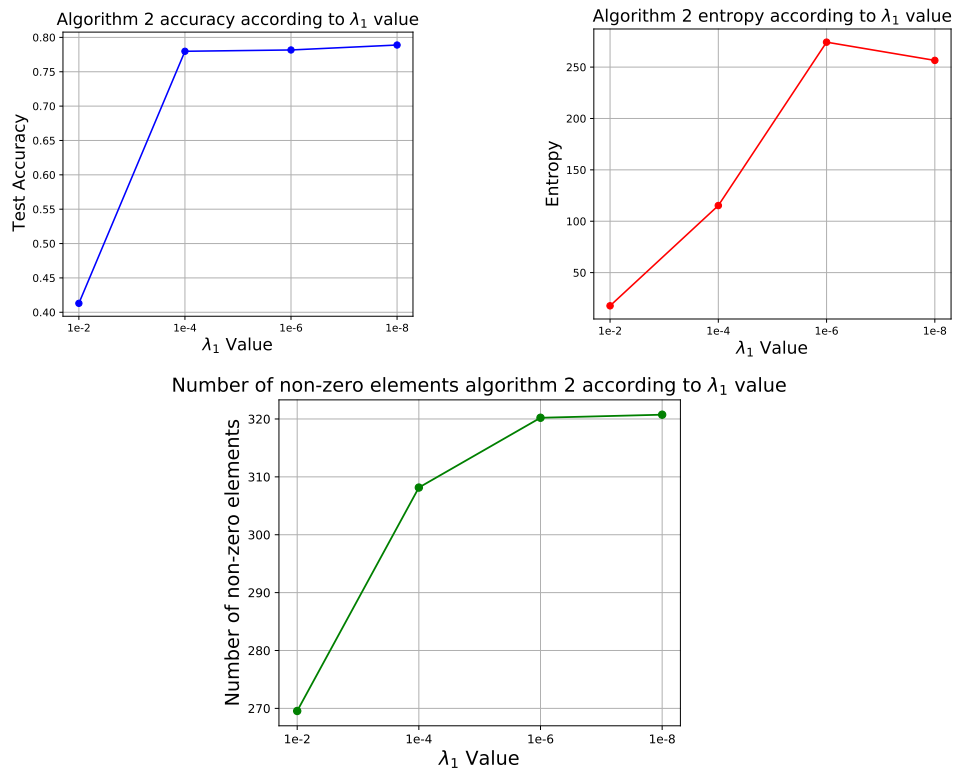 Algorithm 2 accuracy according to λ₁ value
0.80
0.75
0.70
0.65
0.60
0.55
0.50
0.45
0.40
Test Accuracy
1e-2 1e-4 1e-6 1e-8
λ₁ Value
Algorithm 2 entropy according to λ₁ value
250
200
150
100
50
Entropy
1e-2 1e-4 1e-6 1e-8
λ₁ Value
Number of non-zero elements algorithm 2 according to λ₁ value
320
310
300
290
280
270
Number of non-zero elements
1e-2 1e-4 1e-6 1e-8
λ₁ Value